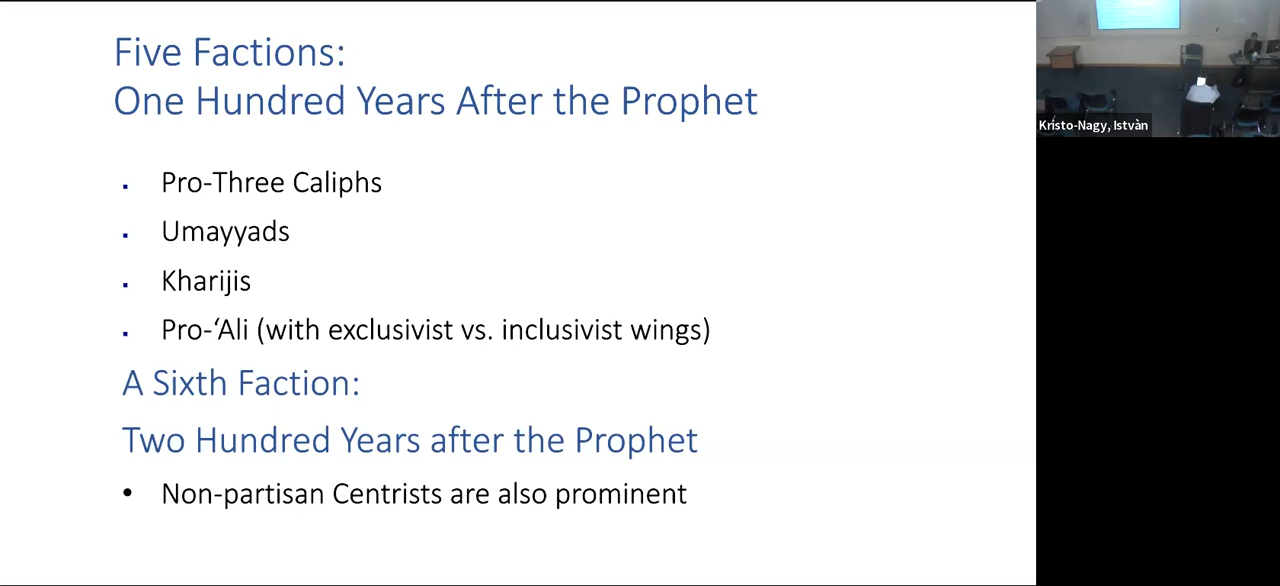 Five Factions:
One Hundred Years After the Prophet
▪ Pro-Three Caliphs
▪ Umayyads
▪ Kharijis
▪ Pro-‘Ali (with exclusivist vs. inclusivist wings)
A Sixth Faction:
Two Hundred Years after the Prophet
• Non-partisan Centrists are also prominent
Kristo-Nagy, Istvàn